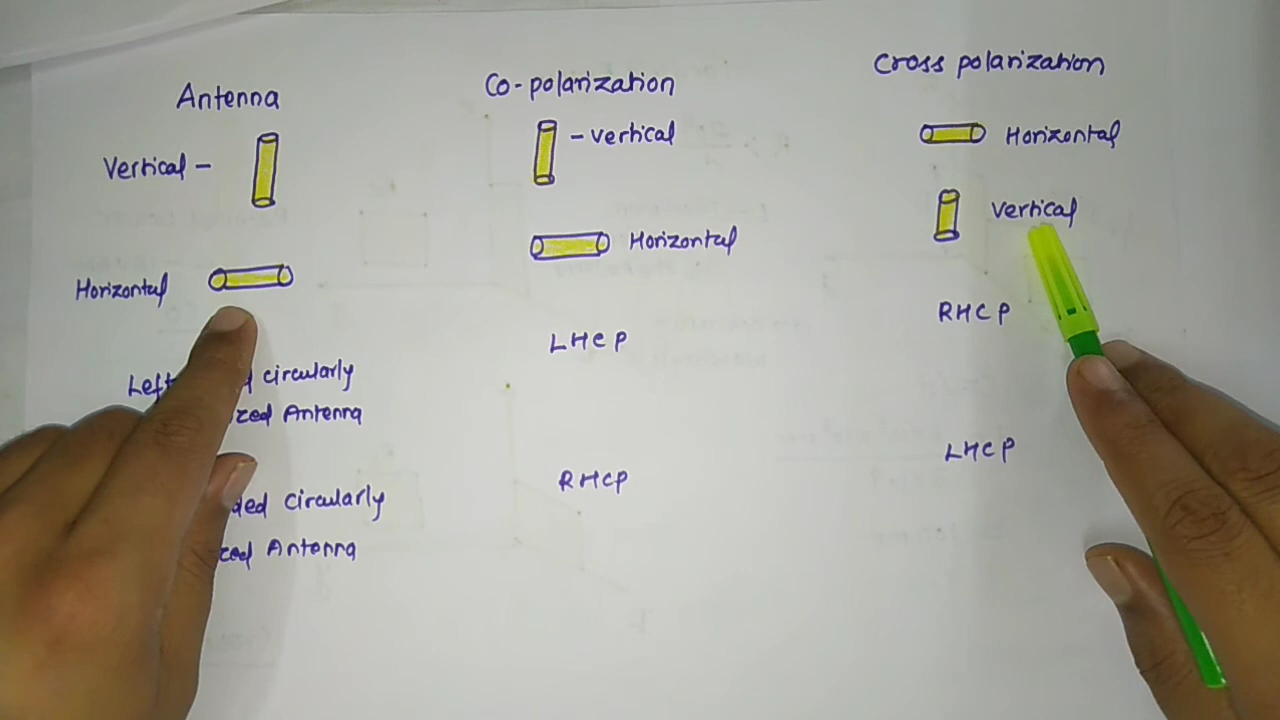 Antenna
Co-polarization
Cross polarization
Vertical -
- vertical
Horizontal
Horizontal
Horizontal
Vertical
Left circularly
Antenna
LHCP
RHCP
circularly
Antenna
RHCP
LHCP